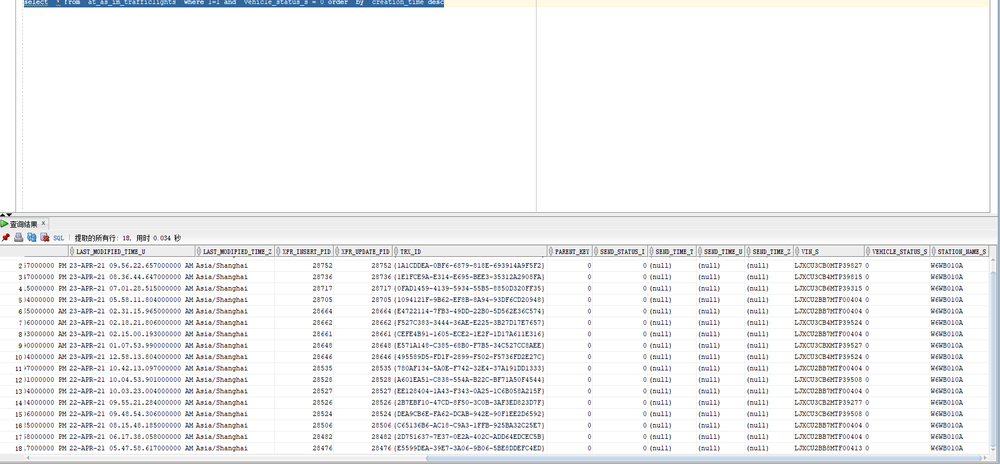 select * from at_as_im_trafficlights where 1=1 and vehicle_status_s = 0 order by creation_time desc
查询结果 ×
SQL | 提取的所有行: 18, 用时 0.034 秒
LAST_MODIFIED_TIME_U LAST_MODIFIED_TIME_Z XFR_INSERT_PID XFR_UPDATE_PID TRX_ID PARENT_KEY SEND_STATUS_I SEND_TIME_T SEND_TIME_U SEND_TIME_Z VIN_S VEHICLE_STATUS_S STATION_NAME_S
2 57000000 PM 23-APR-21 09.56.22.657000000 AM Asia/Shanghai 28752 28752 {1A1CDDEA-0BF6-6879-818E-693914A9F5F2} 0 0 (null) (null) (null) LJXCU3CB0MTP39827 0 W6WB010A
3 47000000 PM 23-APR-21 08.36.44.647000000 AM Asia/Shanghai 28736 28736 {1E1FCE9A-E314-E695-BEE3-35312A2908FA} 0 0 (null) (null) (null) LJXCU3CB4MTP39815 0 W6WB010A
4 15000000 PM 23-APR-21 07.01.28.515000000 AM Asia/Shanghai 28717 28717 {0FAD1459-4139-5934-55B5-8850D320FF35} 0 0 (null) (null) (null) LJXCU3CB6MTP39315 0 W6WB010A
5 04000000 PM 23-APR-21 05.58.11.804000000 AM Asia/Shanghai 28705 28705 {1094121F-9B62-EF8B-8A94-93DF6CD20948} 0 0 (null) (null) (null) LJXCU2BB7MTF00404 0 W6WB010A
6 65000000 AM 23-APR-21 02.31.15.965000000 AM Asia/Shanghai 28664 28664 {E4722114-7FB3-49DD-22B0-5D562E36C574} 0 0 (null) (null) (null) LJXCU2BB7MTF00404 0 W6WB010A
7 06000000 AM 23-APR-21 02.18.21.806000000 AM Asia/Shanghai 28662 28662 {F527C383-3444-36AE-E225-3B27D17E7657} 0 0 (null) (null) (null) LJXCU3CB4MTP39524 0 W6WB010A
8 93000000 AM 23-APR-21 02.15.00.193000000 AM Asia/Shanghai 28661 28661 {CEFE4B91-1605-ECE2-1E2F-1D17A611E316} 0 0 (null) (null) (null) LJXCU2BB7MTF00404 0 W6WB010A
9 90000000 AM 23-APR-21 01.07.53.990000000 AM Asia/Shanghai 28648 28648 {E571A148-C385-68B0-F7B5-34C527CC8AEE} 0 0 (null) (null) (null) LJXCU3CBXMTP39527 0 W6WB010A
10 04000000 AM 23-APR-21 12.58.13.804000000 AM Asia/Shanghai 28646 28646 {495589D5-FD1F-2899-F502-F5736FD2E27C} 0 0 (null) (null) (null) LJXCU3CB4MTP39524 0 W6WB010A
11 97000000 PM 22-APR-21 10.42.13.097000000 AM Asia/Shanghai 28535 28535 {780AF134-5A0E-F742-32E4-37A191DD1333} 0 0 (null) (null) (null) LJXCU2BB7MTF00404 0 W6WB010A
12 01000000 PM 22-APR-21 10.04.53.901000000 AM Asia/Shanghai 28528 28528 {A601EA51-C838-554A-B22C-BF71A50F4544} 0 0 (null) (null) (null) LJXCU3CB6MTP39508 0 W6WB010A
13 04000000 PM 22-APR-21 10.03.23.004000000 AM Asia/Shanghai 28527 28527 {EE128404-1A43-F343-0A25-1C6B058A215F} 0 0 (null) (null) (null) LJXCU2BB7MTF00404 0 W6WB010A
14 84000000 PM 22-APR-21 09.55.21.284000000 AM Asia/Shanghai 28526 28526 {2B7EBF10-47CD-8F50-3C0B-3AF3ED823D7F} 0 0 (null) (null) (null) LJXCU3CB2MTP39277 0 W6WB010A
15 06000000 PM 22-APR-21 09.48.54.306000000 AM Asia/Shanghai 28524 28524 {DEA9CB6E-FA62-DCAB-942E-90F1EE2D6592} 0 0 (null) (null) (null) LJXCU3CB6MTP39508 0 W6WB010A
16 85000000 PM 22-APR-21 08.15.48.185000000 AM Asia/Shanghai 28506 28506 {C65136B6-AC18-C9A3-1FFB-925BA32C25E7} 0 0 (null) (null) (null) LJXCU2BB7MTF00404 0 W6WB010A
17 58000000 PM 22-APR-21 06.17.38.058000000 AM Asia/Shanghai 28482 28482 {2D751637-7E37-0E2A-402C-ADD64EDCEC5B} 0 0 (null) (null) (null) LJXCU2BB7MTF00404 0 W6WB010A
18 17000000 PM 22-APR-21 05.47.58.617000000 AM Asia/Shanghai 28476 28476 {E5599DEA-39E7-3A06-9B06-5BE8DDEFC4ED} 0 0 (null) (null) (null) LJXCU2BB8MTF00413 0 W6WB010A